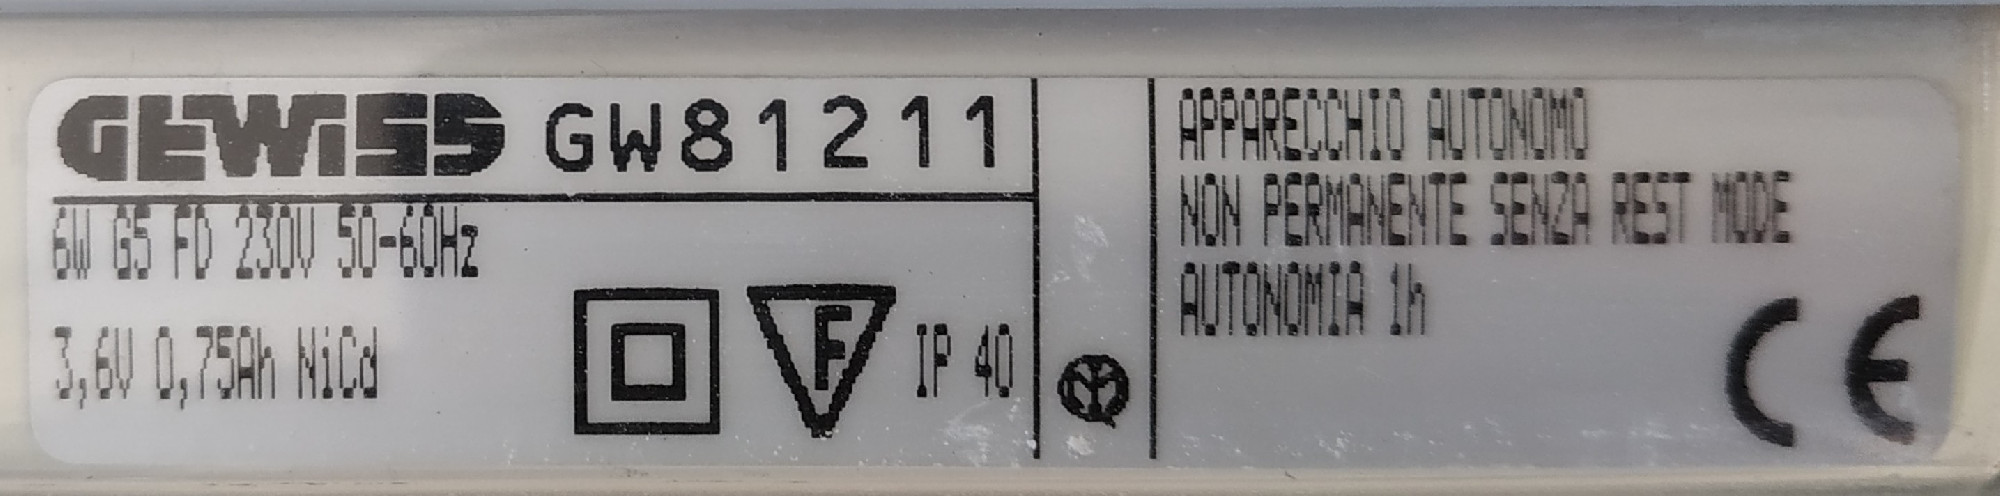 GEWISS GW81211
6W G5 FD 230V 50-60Hz
3,6V 0,75Ah NiCd
F
IP 40
APPARECCHIO AUTONOMO
NON PERMANENTE SENZA REST MODE
AUTONOMIA 1h
CE